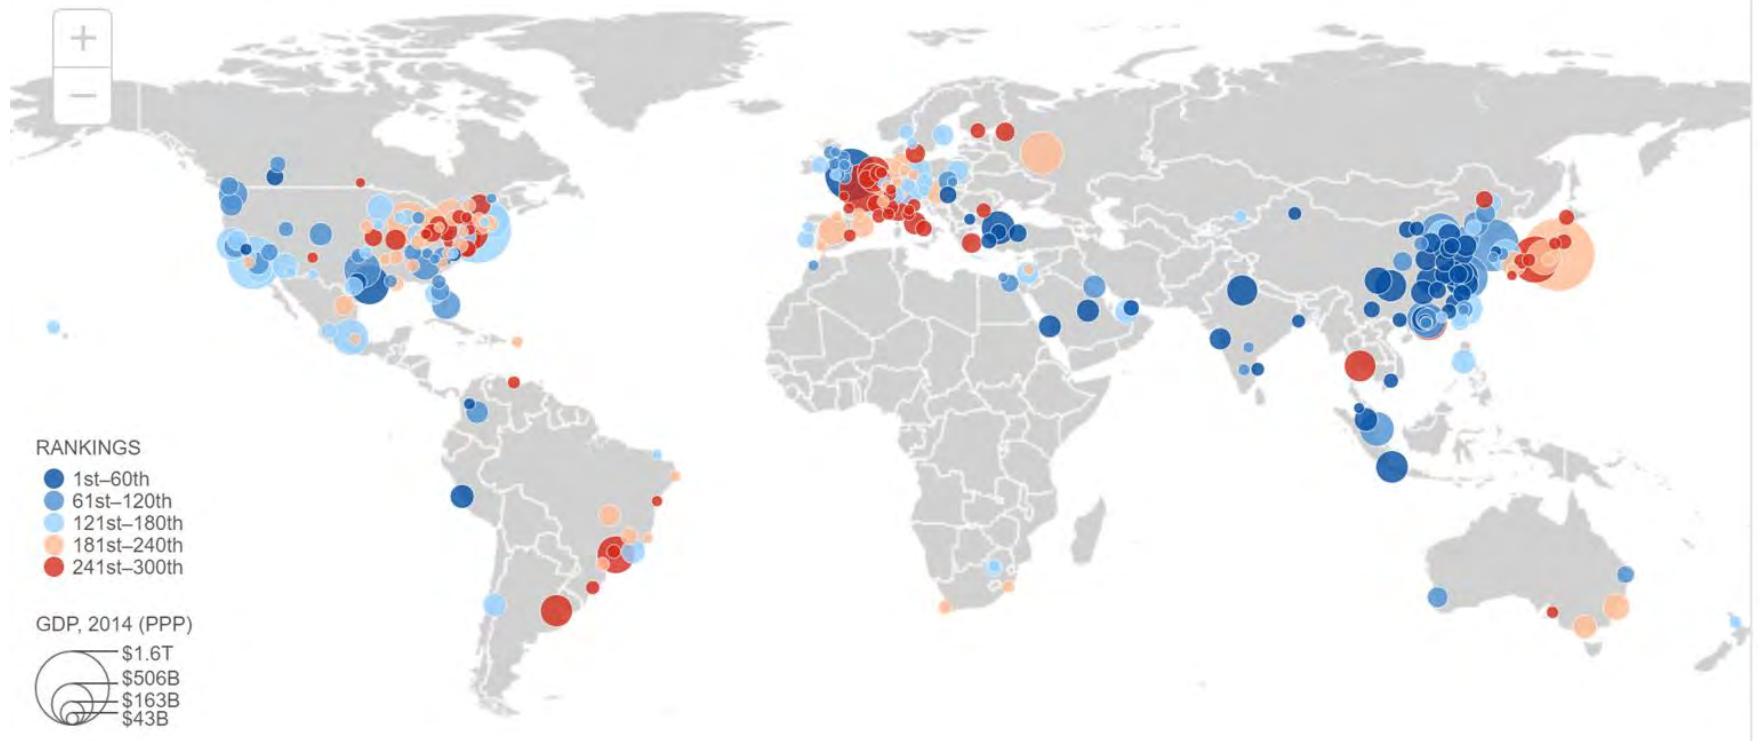 +
−
RANKINGS
1st–60th
61st–120th
121st–180th
181st–240th
241st–300th
GDP, 2014 (PPP)
$1.6T
$506B
$163B
$43B